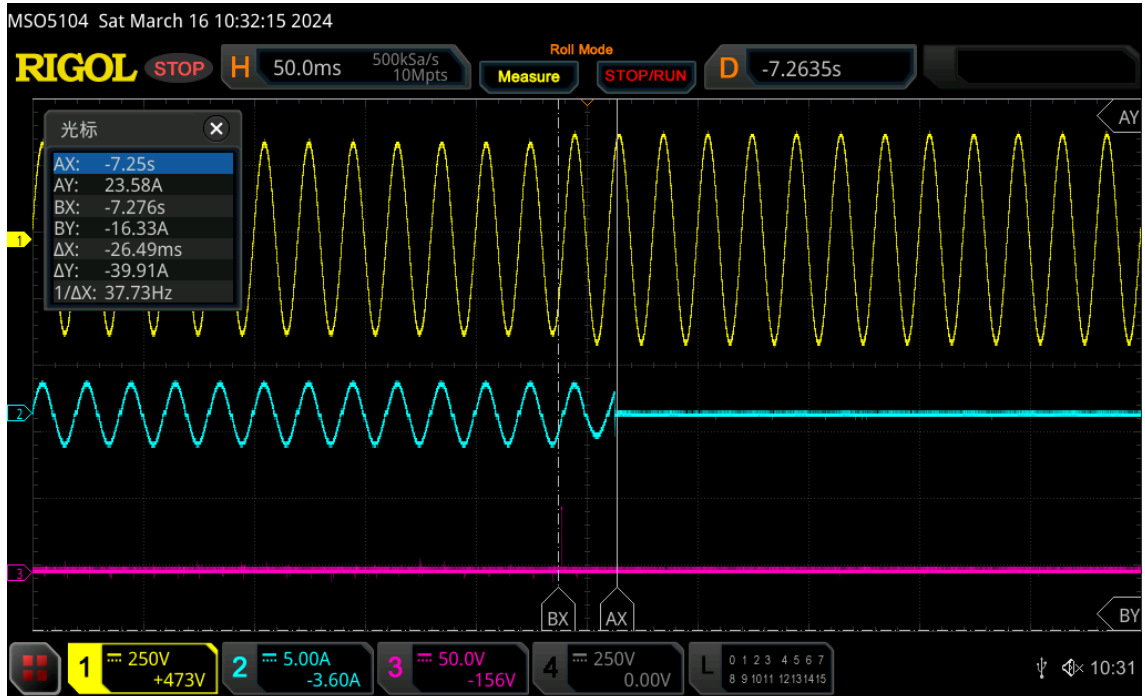 MSO5104 Sat March 16 10:32:15 2024
RIGOL STOP H 50.0ms 500kSa/s 10Mpts Roll Mode Measure STOP/RUN D -7.2635s
光标
AX: -7.25s
AY: 23.58A
BX: -7.276s
BY: -16.33A
ΔX: -26.49ms
ΔY: -39.91A
1/ΔX: 37.73Hz
AY
1
2
3
BX AX BY
1 250V +473V
2 5.00A -3.60A
3 50.0V -156V
4 250V 0.00V
L 0 1 2 3 4 5 6 7
8 9 10 11 12 13 14 15
10:31